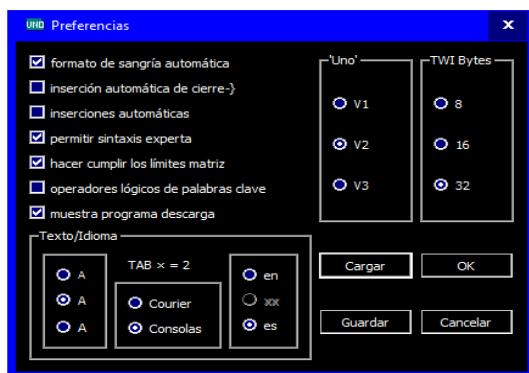 UNO Preferencias x
formato de sangría automática
inserción automática de cierre-}
inserciones automáticas
permitir sintaxis experta
hacer cumplir los límites matriz
operadores lógicos de palabras clave
muestra programa descarga
'Uno'
V1
V2
V3
TWI Bytes
8
16
32
Texto/Idioma
A
A
A
TAB × = 2
Courier
Consolas
en
xx
es
Cargar
OK
Guardar
Cancelar